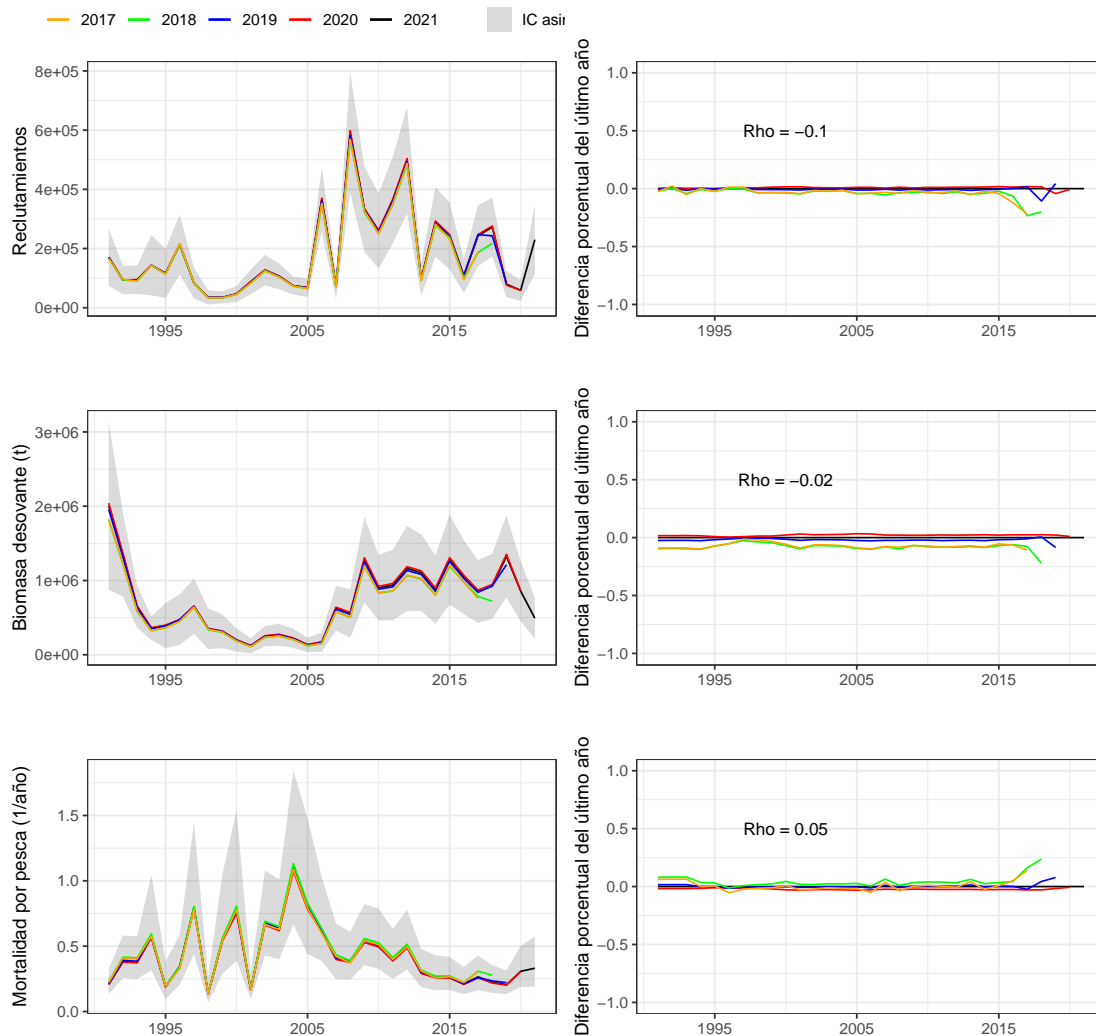 2017 2018 2019 2020 2021 IC asin
Reclutamientos
8e+05
6e+05
4e+05
2e+05
0e+00
1995 2005 2015
Diferencia porcentual del último año
1.0
0.5
0.0
−0.5
−1.0
Rho = −0.1
1995 2005 2015
Biomasa desovante (t)
3e+06
2e+06
1e+06
0e+00
1995 2005 2015
Diferencia porcentual del último año
1.0
0.5
0.0
−0.5
−1.0
Rho = −0.02
1995 2005 2015
Mortalidad por pesca (1/año)
1.5
1.0
0.5
0.0
1995 2005 2015
Diferencia porcentual del último año
1.0
0.5
0.0
−0.5
−1.0
Rho = 0.05
1995 2005 2015